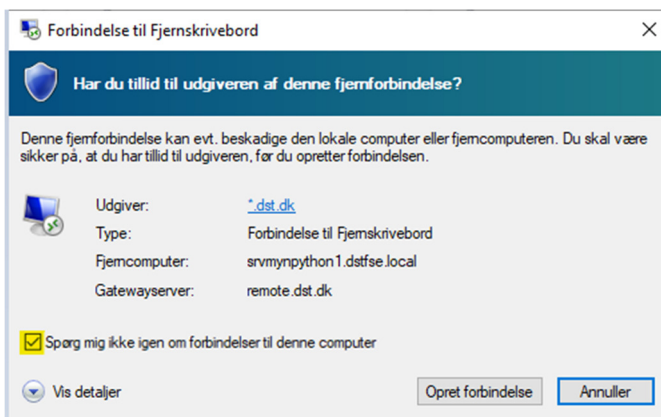 Forbindelse til Fjernskrivebord
Har du tillid til udgiveren af denne fjernforbindelse?
Denne fjernforbindelse kan evt. beskadige den lokale computer eller fjerncomputeren. Du skal være
sikker på, at du har tillid til udgiveren, før du opretter forbindelsen.
Udgiver: *.dst.dk
Type: Forbindelse til Fjernskrivebord
Fjerncomputer: srvmynpython1.dstfse.local
Gatewayserver: remote.dst.dk
Spørg mig ikke igen om forbindelser til denne computer
Vis detaljer Opret forbindelse Annuller